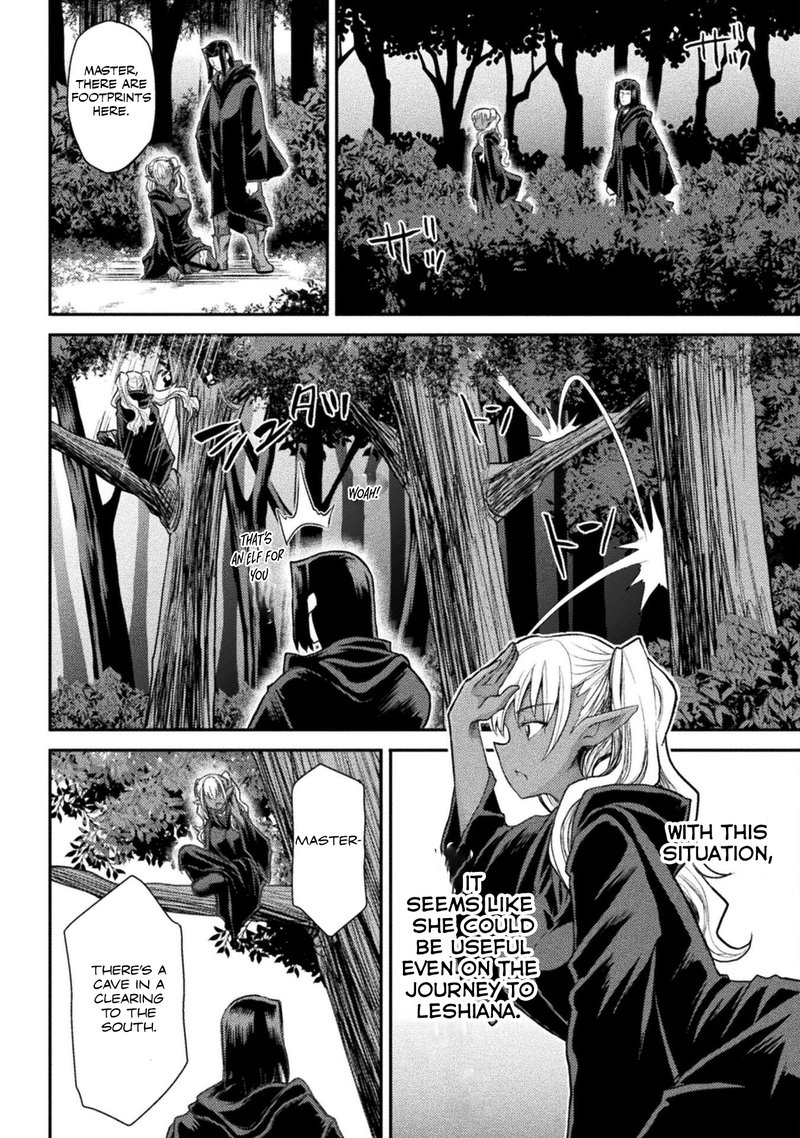 ザッ
ザッ
MASTER,
THERE ARE
FOOTPRINTS
HERE.
トン
トン
タッ
WOAH!
THAT'S
AN ELF FOR
YOU
WITH THIS
SITUATION,
IT
SEEMS LIKE
SHE COULD
BE USEFUL
EVEN ON THE
JOURNEY TO
LESHIANA.
MASTER-
THERE'S A
CAVE IN A
CLEARING
TO THE
SOUTH.